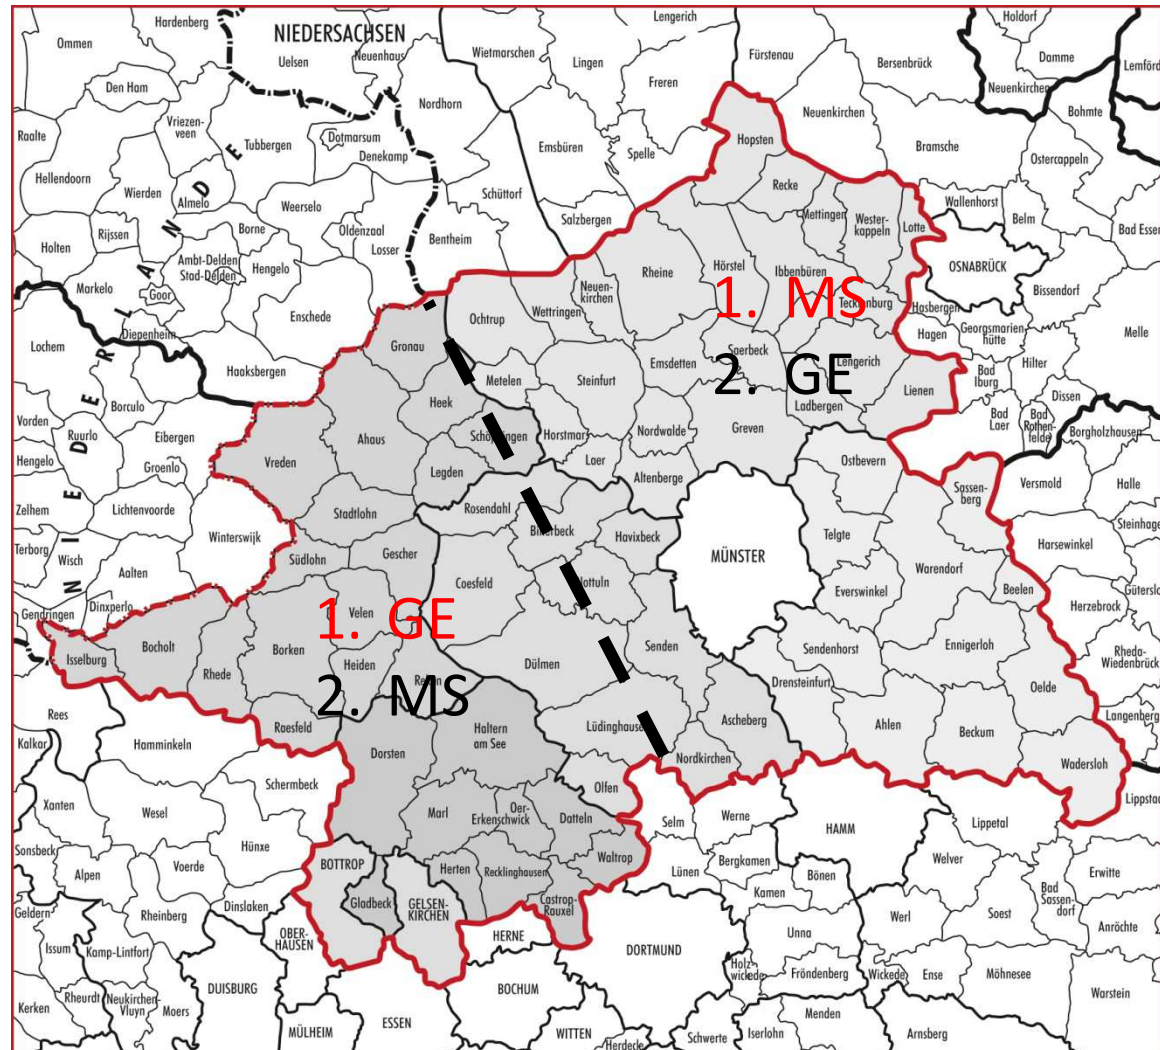 NIEDERSACHSEN
Hardenberg
Ommen
Uelsen
Neuenhaus
Wietmarschen
Lengerich
Lingen
Fürstenau
Holdorf
Damme
Lemförd
Bersenbrück
Freren
Den Ham
Nordhorn
Neuenkirchen
Neuenkirchen
Bohmte
Vriezen-
veen
Raalte
Tubbergen
Dotmarsum
Denekamp
Emsbüren
Spelle
Hopsten
Bramsche
Ostercappeln
Hellendoorn
Wierden
Almelo
Weerselo
Schüttorf
Recke
Mettingen
Wester-
kappeln
Lotte
Wallenhorst
Belm
Bad Essen
Holten
Rijssen
Borne
Oldenzaal
Losser
Bentheim
Salzbergen
Ambt-Delden
Stad-Delden
Hengelo
Rheine
Hörstel
Ibbenbüren
OSNABRÜCK
Markelo
Goor
Neuen-
kirchen
Tecklenburg
Hasbergen
Bissendorf
1. MS
Diepenheim
Enschede
Ochtrup
Wettringen
Hagen
Georgsmarien-
hütte
Melle
Lochem
Gronau
Emsdetten
Saerbeck
Lengerich
2. GE
Haaksbergen
Metelen
Steinfurt
Lienen
Bad
Iburg
Hilter
Dissen
Vorden
Borculo
Ruurlo
Heek
Ladbergen
Bad
Laer
Bad
Rothen-
felde
Borgholzhausen
Hengelo
Eibergen
Ahaus
Schöppingen
Horstmar
Nordwalde
Greven
Groenlo
Vreden
Legden
Laer
Altenberge
Ostbevern
Sassen-
berg
Versmold
Halle
Zelhem
Lichtenvoorde
Stadtlohn
Rosendahl
Billerbeck
Havixbeck
Telgte
Steinhage
Terborg
Wisch
Winterswijk
Südlohn
Gescher
Coesfeld
MÜNSTER
Harsewinkel
Aalten
Nottuln
Warendorf
Everswinkel
Beelen
Gütersl
Gendringen
Dinxperlo
Velen
Herzebrock
1. GE
Isselburg
Bocholt
Rhede
Borken
Heiden
Reken
Senden
Sendenhorst
Ennigerloh
Rheda-
Wiedenbrück
Dülmen
Drensteinfurt
Oelde
2. MS
Rees
Raesfeld
Haltern
am See
Lüdinghausen
Ascheberg
Ahlen
Beckum
Langenberg
Kalkar
Hamminkeln
Dorsten
Nordkirchen
Wadersloh
Schermbeck
Olfen
Lippstad
Xanten
Wesel
Marl
Oer-
Erkenschwick
Datteln
Selm
Werne
HAMM
Lippetal
Sonsbeck
Hünxe
Waltrop
Welver
Alpen
Voerde
BOTTROP
Herten
Recklinghausen
Lünen
Bergkamen
Bönen
Erwitte
Kamen
Gladbeck
GELSEN-
KIRCHEN
Castrop-
Rauxel
Bad
Sassen-
dorf
Geldern
Rheinberg
Dinslaken
Werl
Soest
Anröchte
Issum
Kamp-Lintfort
OBER-
HAUSEN
HERNE
DORTMUND
Unna
Holz-
wickede
Fröndenberg
Wickede
Ense
Möhnesee
Kerken
Rheurdt
Neukirchen-
Vluyn
Moers
DUISBURG
BOCHUM
Warstein
ESSEN
Menden
MÜLHEIM
WITTEN
Herdecke
Schwerte
Iserlohn
Arnsberg
NIEDERLANDE